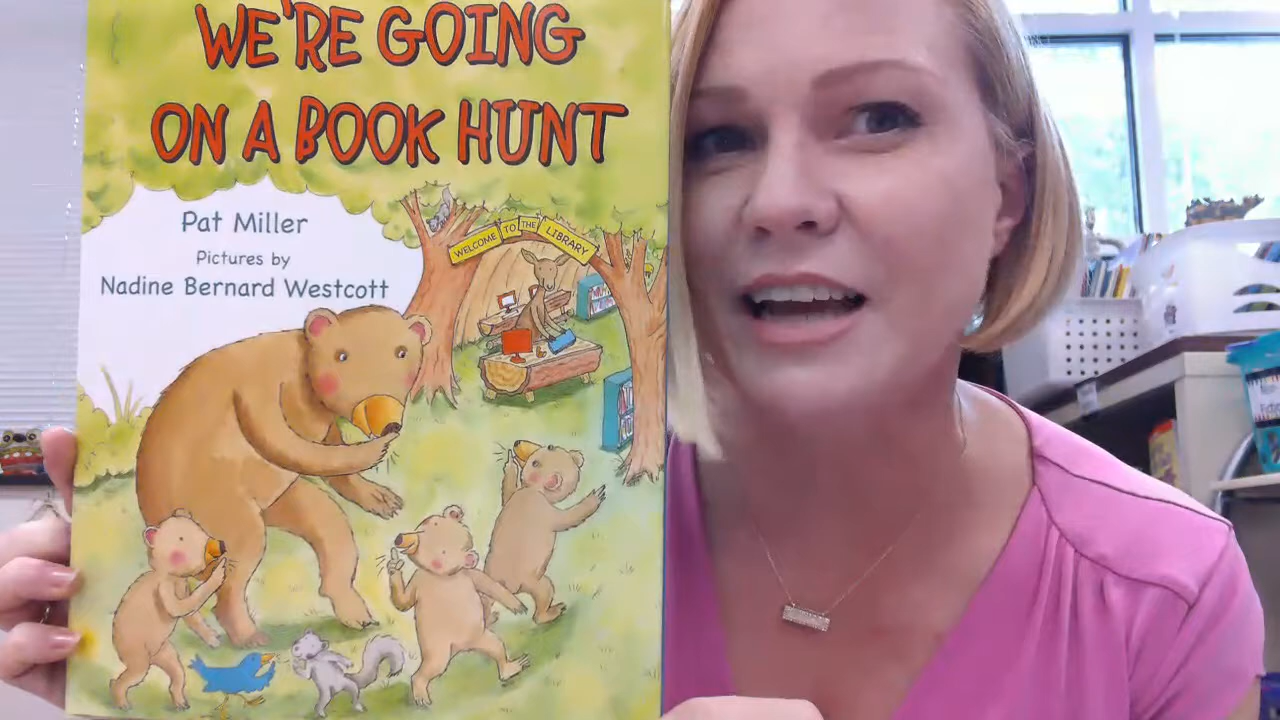 WE'RE GOING
ON A BOOK HUNT
Pat Miller
Pictures by
Nadine Bernard Westcott
WELCOME TO THE LIBRARY